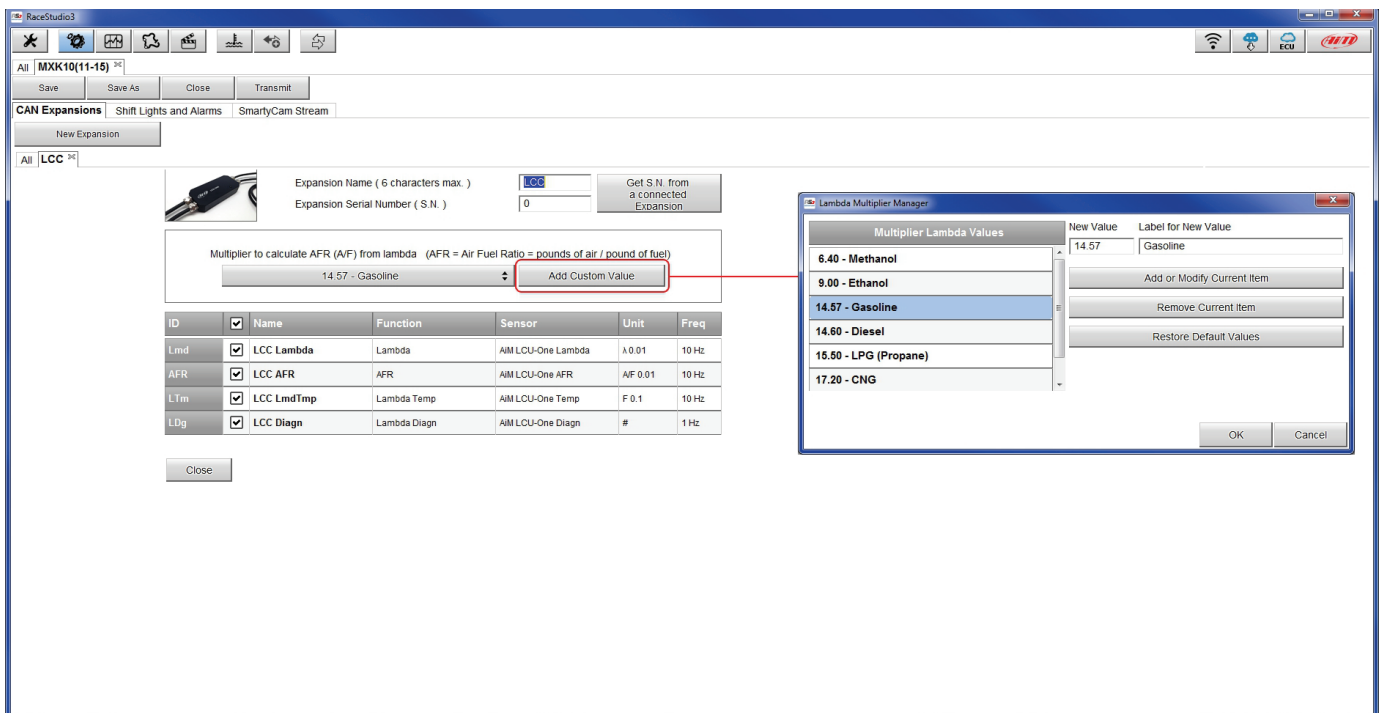 RaceStudio3
ECU
AiM
All MXK10(11-15)
Save Save As Close Transmit
CAN Expansions Shift Lights and Alarms SmartyCam Stream
New Expansion
All LCC
Expansion Name ( 6 characters max. ) LCC
Expansion Serial Number ( S.N. ) 0
Get S.N. from
a connected
Expansion
Multiplier to calculate AFR (A/F) from lambda (AFR = Air Fuel Ratio = pounds of air / pound of fuel)
14.57 - Gasoline Add Custom Value
ID Name Function Sensor Unit Freq
Lmd LCC Lambda Lambda AiM LCU-One Lambda λ 0.01 10 Hz
AFR LCC AFR AFR AiM LCU-One AFR A/F 0.01 10 Hz
LTm LCC LmdTmp Lambda Temp AiM LCU-One Temp F 0.1 10 Hz
LDg LCC Diagn Lambda Diagn AiM LCU-One Diagn # 1 Hz
Close
Lambda Multiplier Manager
Multiplier Lambda Values
6.40 - Methanol
9.00 - Ethanol
14.57 - Gasoline
14.60 - Diesel
15.50 - LPG (Propane)
17.20 - CNG
New Value Label for New Value
14.57 Gasoline
Add or Modify Current Item
Remove Current Item
Restore Default Values
OK Cancel